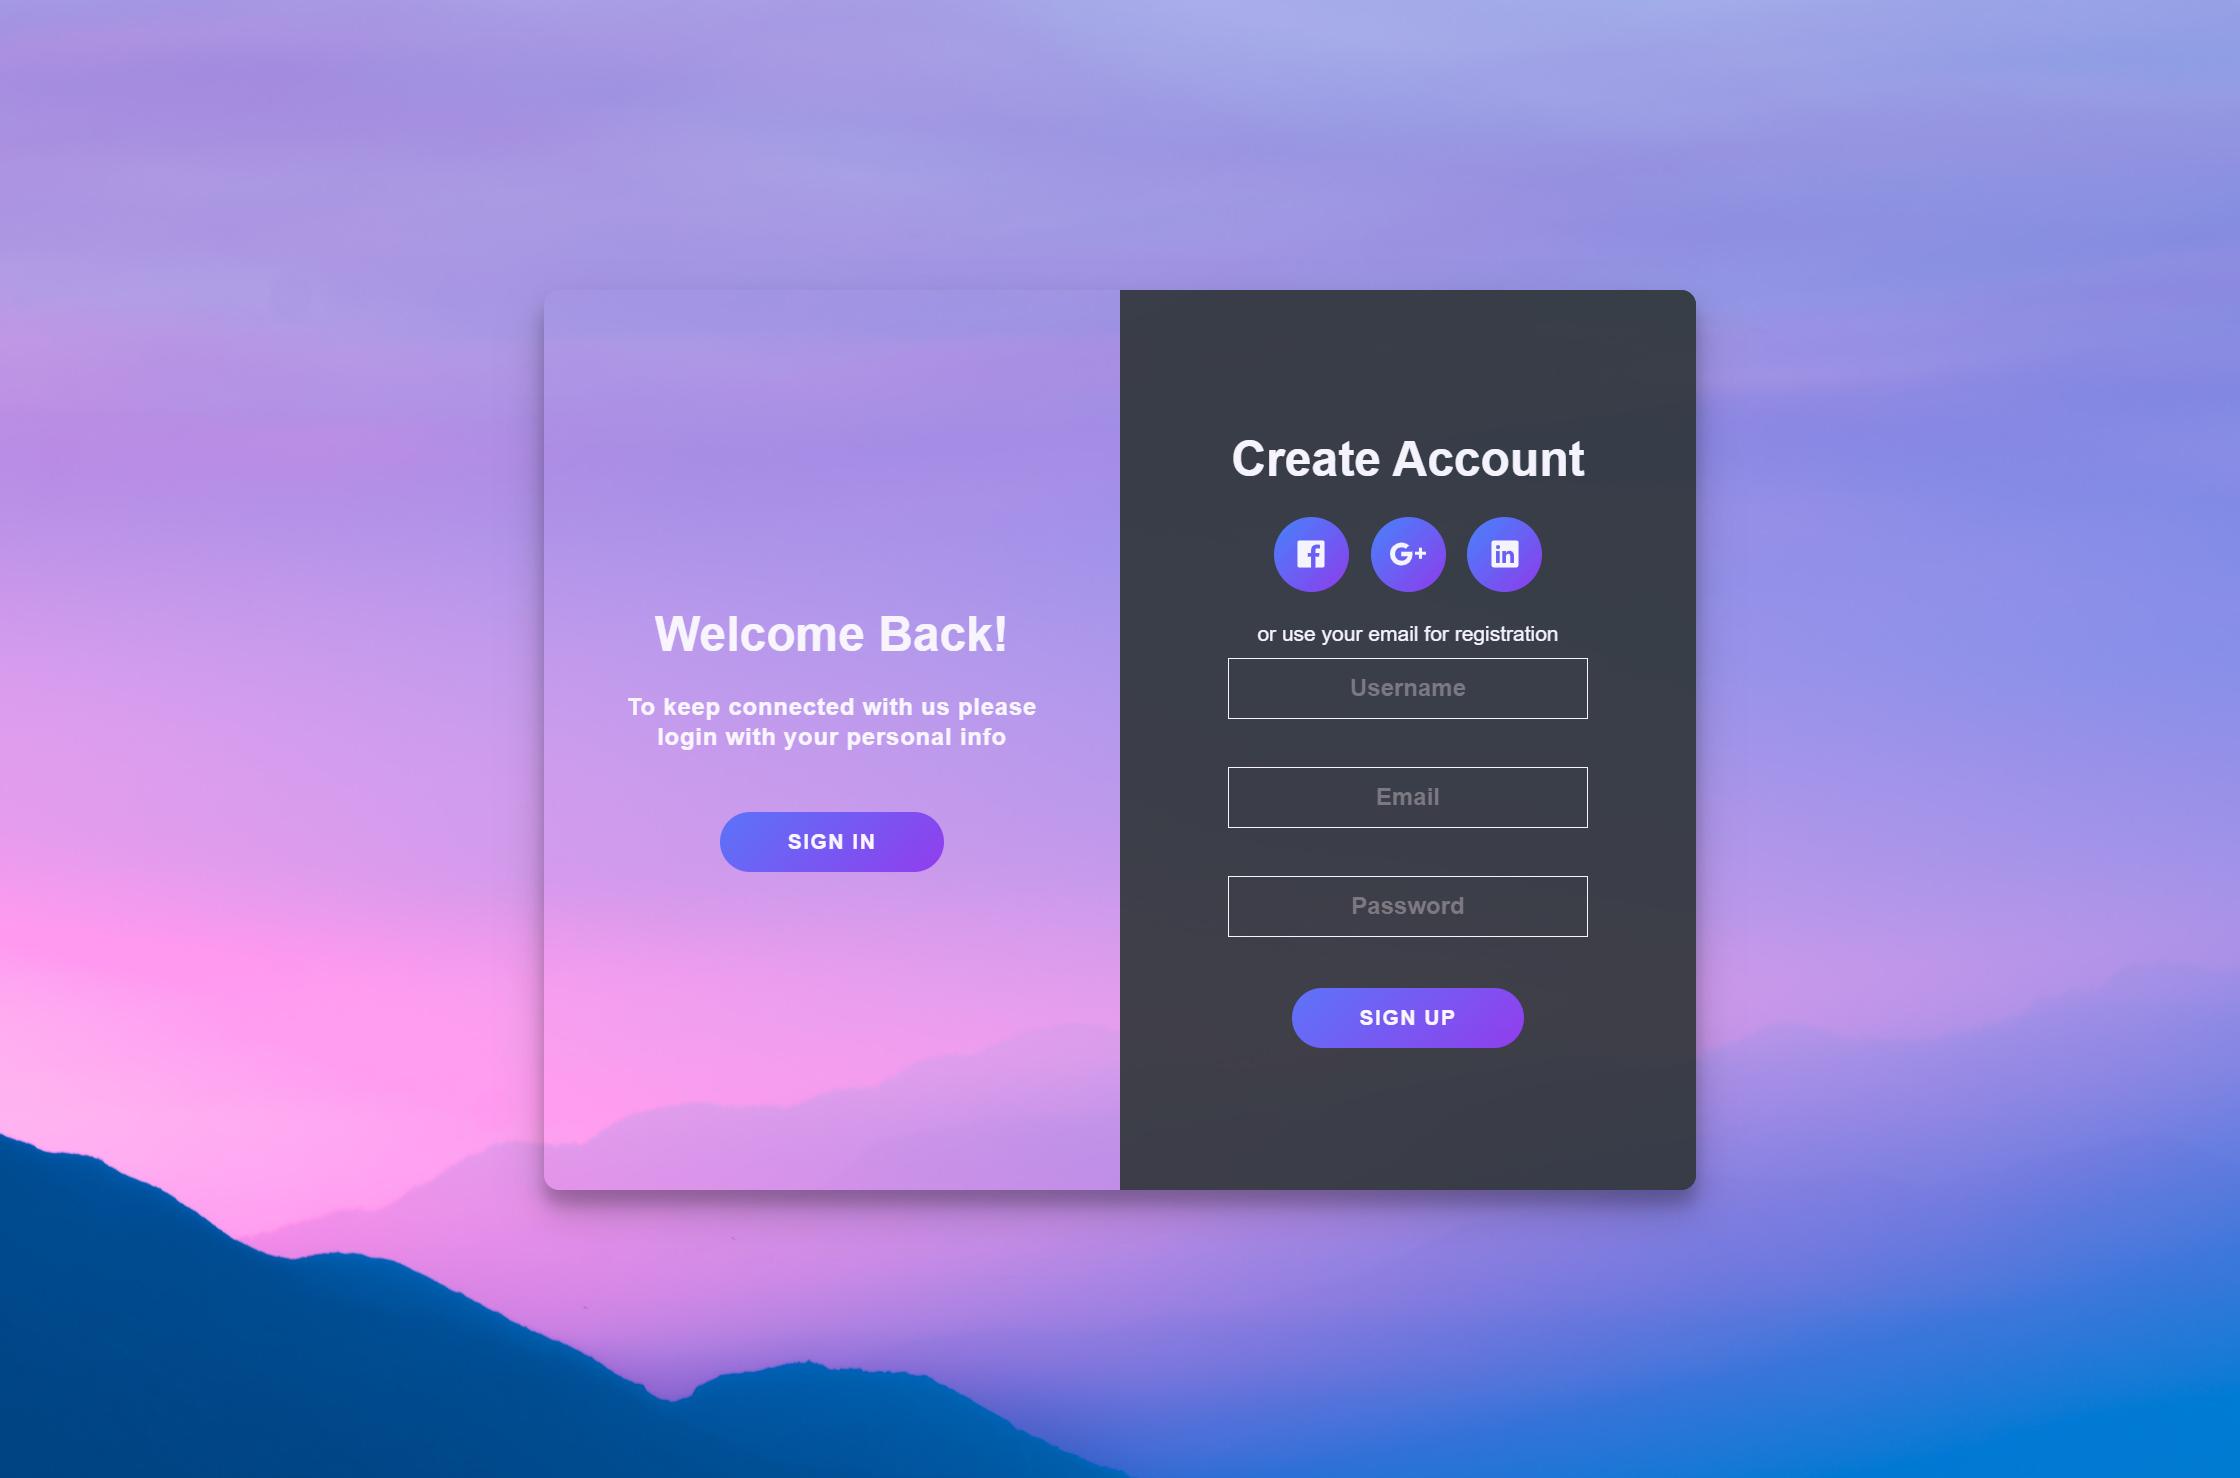 Welcome Back!
To keep connected with us please
login with your personal info
SIGN IN
Create Account
G+
in
or use your email for registration
Username
Email
Password
SIGN UP